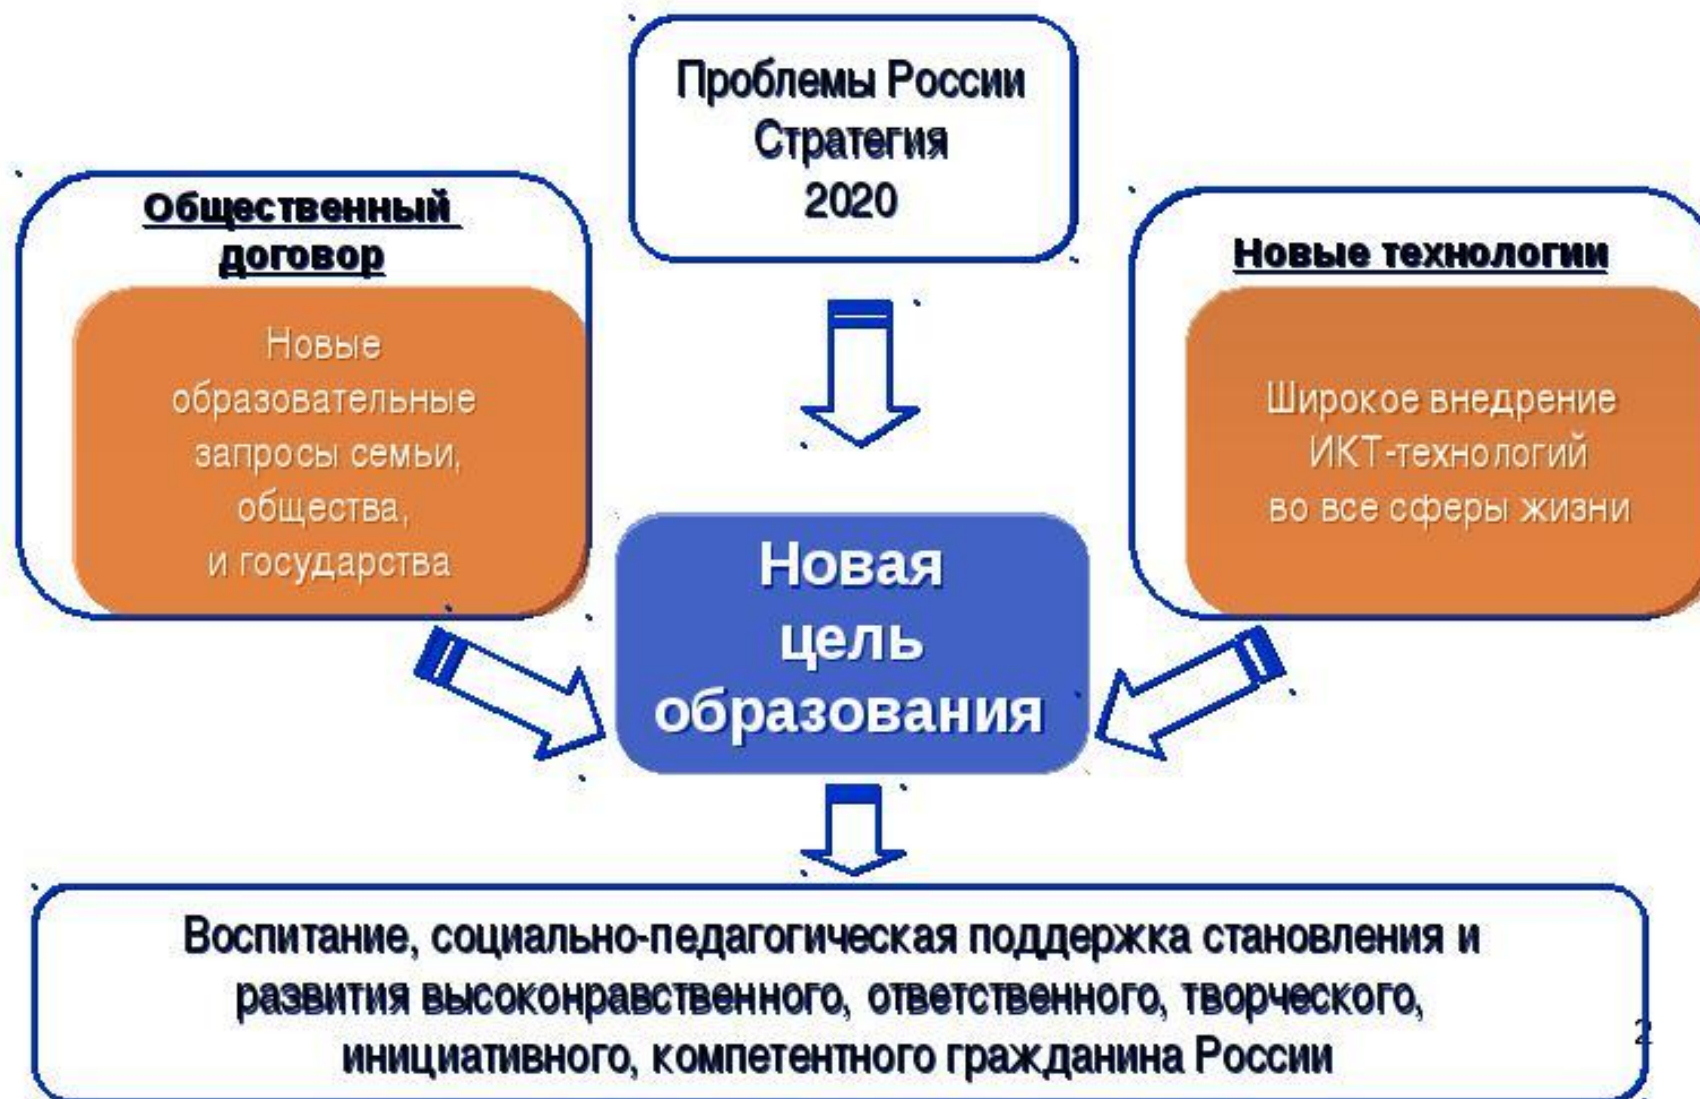 Проблемы России
Стратегия
2020
Общественный
договор
Новые
образовательные
запросы семьи,
общества,
и государства
Новые технологии
Широкое внедрение
ИКТ-технологий
во все сферы жизни
Новая
цель
образования
Воспитание, социально-педагогическая поддержка становления и
развития высоконравственного, ответственного, творческого,
инициативного, компетентного гражданина России
2